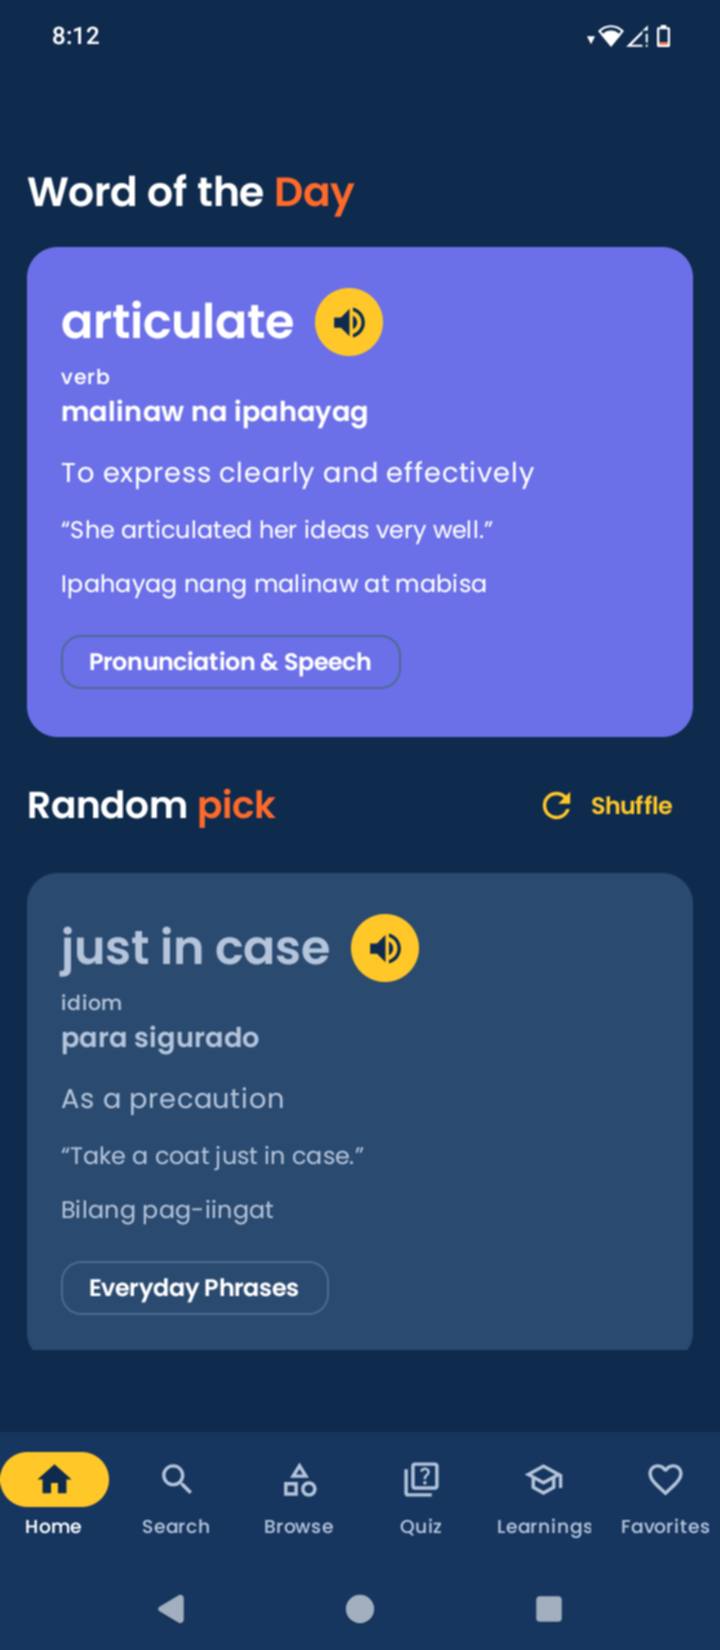 8:12
Word of the Day
articulate
verb
malinaw na ipahayag
To express clearly and effectively
“She articulated her ideas very well.”
Ipahayag nang malinaw at mabisa
Pronunciation & Speech
Random pick
Shuffle
just in case
idiom
para sigurado
As a precaution
“Take a coat just in case.”
Bilang pag-iingat
Everyday Phrases
Home Search Browse Quiz Learnings Favorites